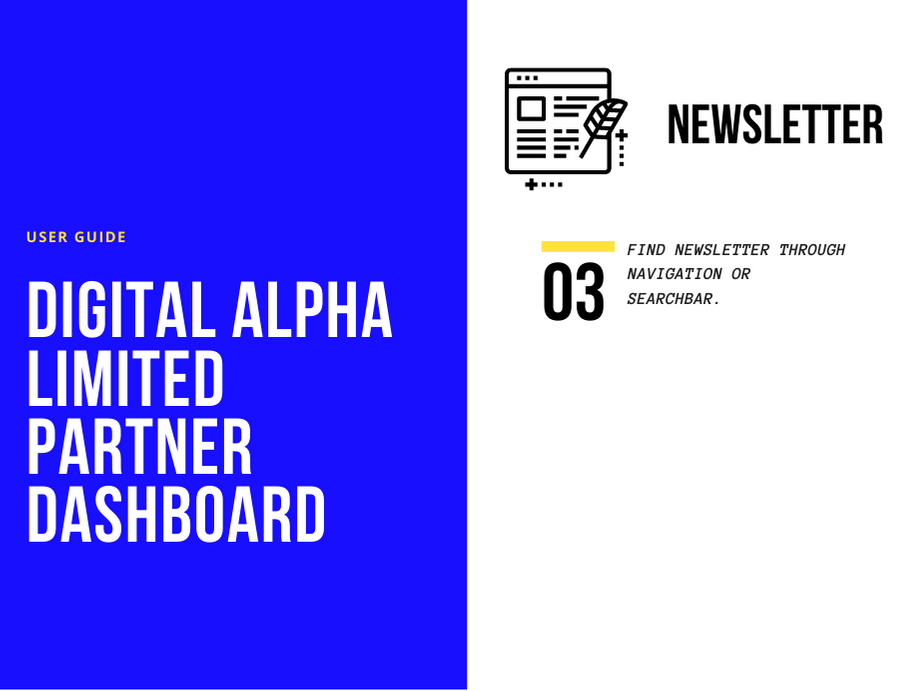 USER GUIDE
DIGITAL ALPHA
LIMITED
PARTNER
DASHBOARD
NEWSLETTER
03
FIND NEWSLETTER THROUGH
NAVIGATION OR
SEARCHBAR.